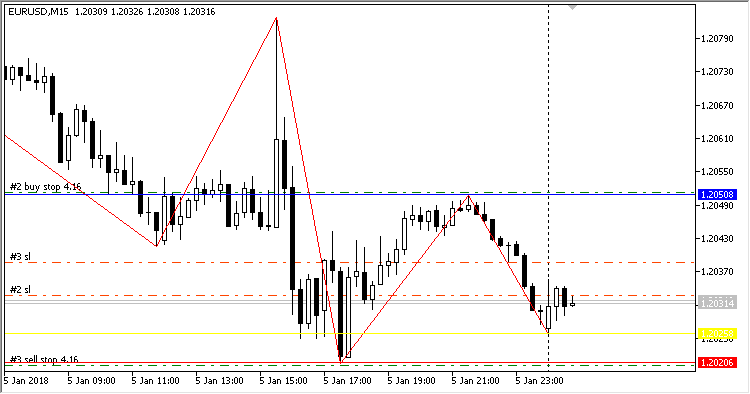 EURUSD,M15 1.20309 1.20326 1.20308 1.20316
1.20790
1.20730
1.20670
1.20610
1.20550
#2 buy stop 4.16
1.20508
1.20490
1.20430
#3 sl
1.20370
#2 sl
1.20314
#3 sell stop 4.16
1.20206
5 Jan 2018 5 Jan 09:00 5 Jan 11:00 5 Jan 13:00 5 Jan 15:00 5 Jan 17:00 5 Jan 19:00 5 Jan 21:00 5 Jan 23:00